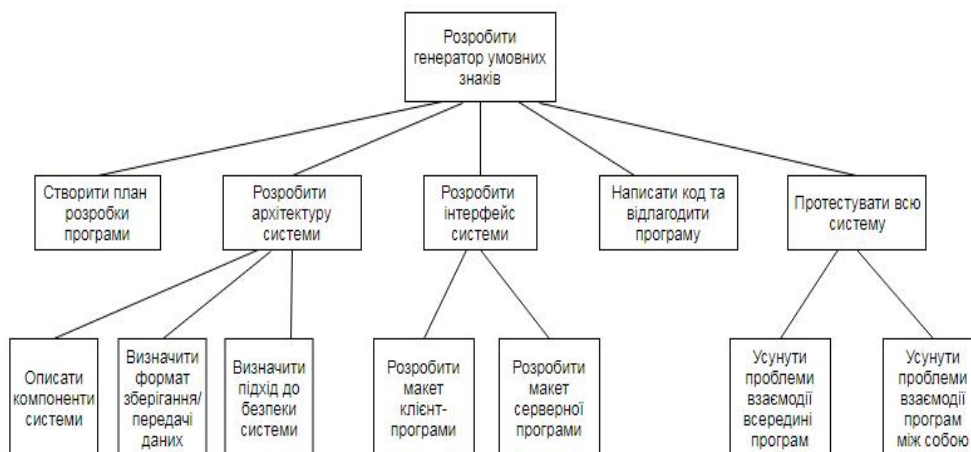 Розробити
генератор умовних
знаків
Створити план
розробки
програми
Розробити
архітектуру
системи
Розробити
інтерфейс
системи
Написати код та
відлагодити
програму
Протестувати всю
систему
Описати
компоненти
системи
Визначити
формат
зберігання/
передачі
даних
Визначити
підхід до
безпеки
системи
Розробити
макет
клієнт-
програми
Розробити
макет
серверної
програми
Усунути
проблеми
взаємодії
всередині
програм
Усунути
проблеми
взаємодії
програм
між собою